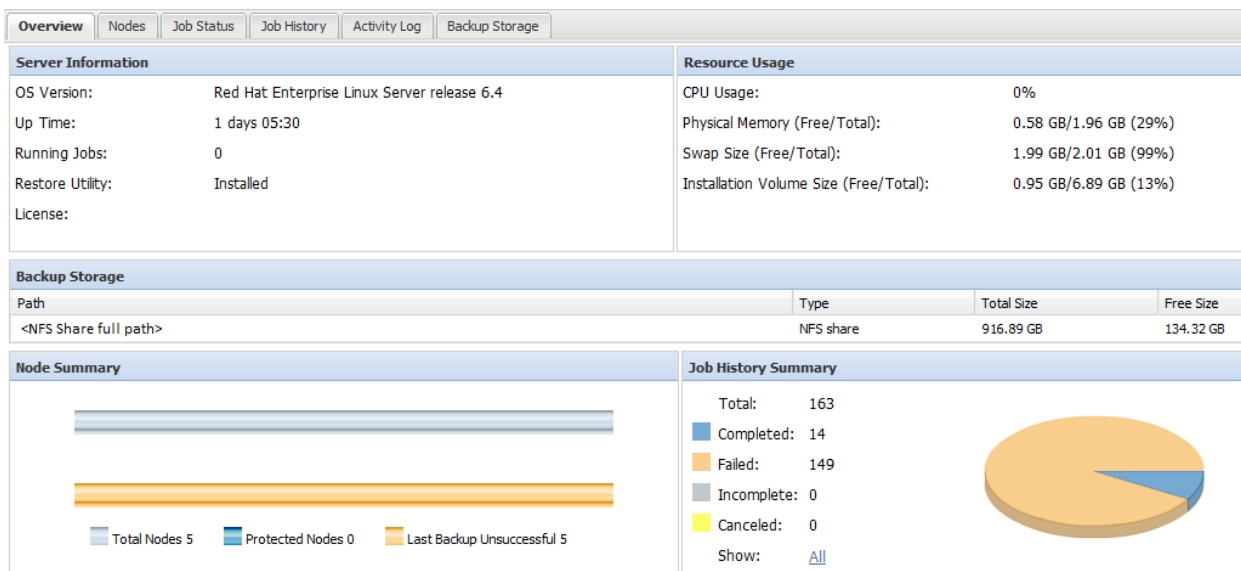 Overview Nodes Job Status Job History Activity Log Backup Storage
Server Information
OS Version: Red Hat Enterprise Linux Server release 6.4
Up Time: 1 days 05:30
Running Jobs: 0
Restore Utility: Installed
License:
Resource Usage
CPU Usage: 0%
Physical Memory (Free/Total): 0.58 GB/1.96 GB (29%)
Swap Size (Free/Total): 1.99 GB/2.01 GB (99%)
Installation Volume Size (Free/Total): 0.95 GB/6.89 GB (13%)
Backup Storage
Path Type Total Size Free Size
<NFS Share full path> NFS share 916.89 GB 134.32 GB
Node Summary
Total Nodes 5 Protected Nodes 0 Last Backup Unsuccessful 5
Job History Summary
Total: 163
Completed: 14
Failed: 149
Incomplete: 0
Canceled: 0
Show: All